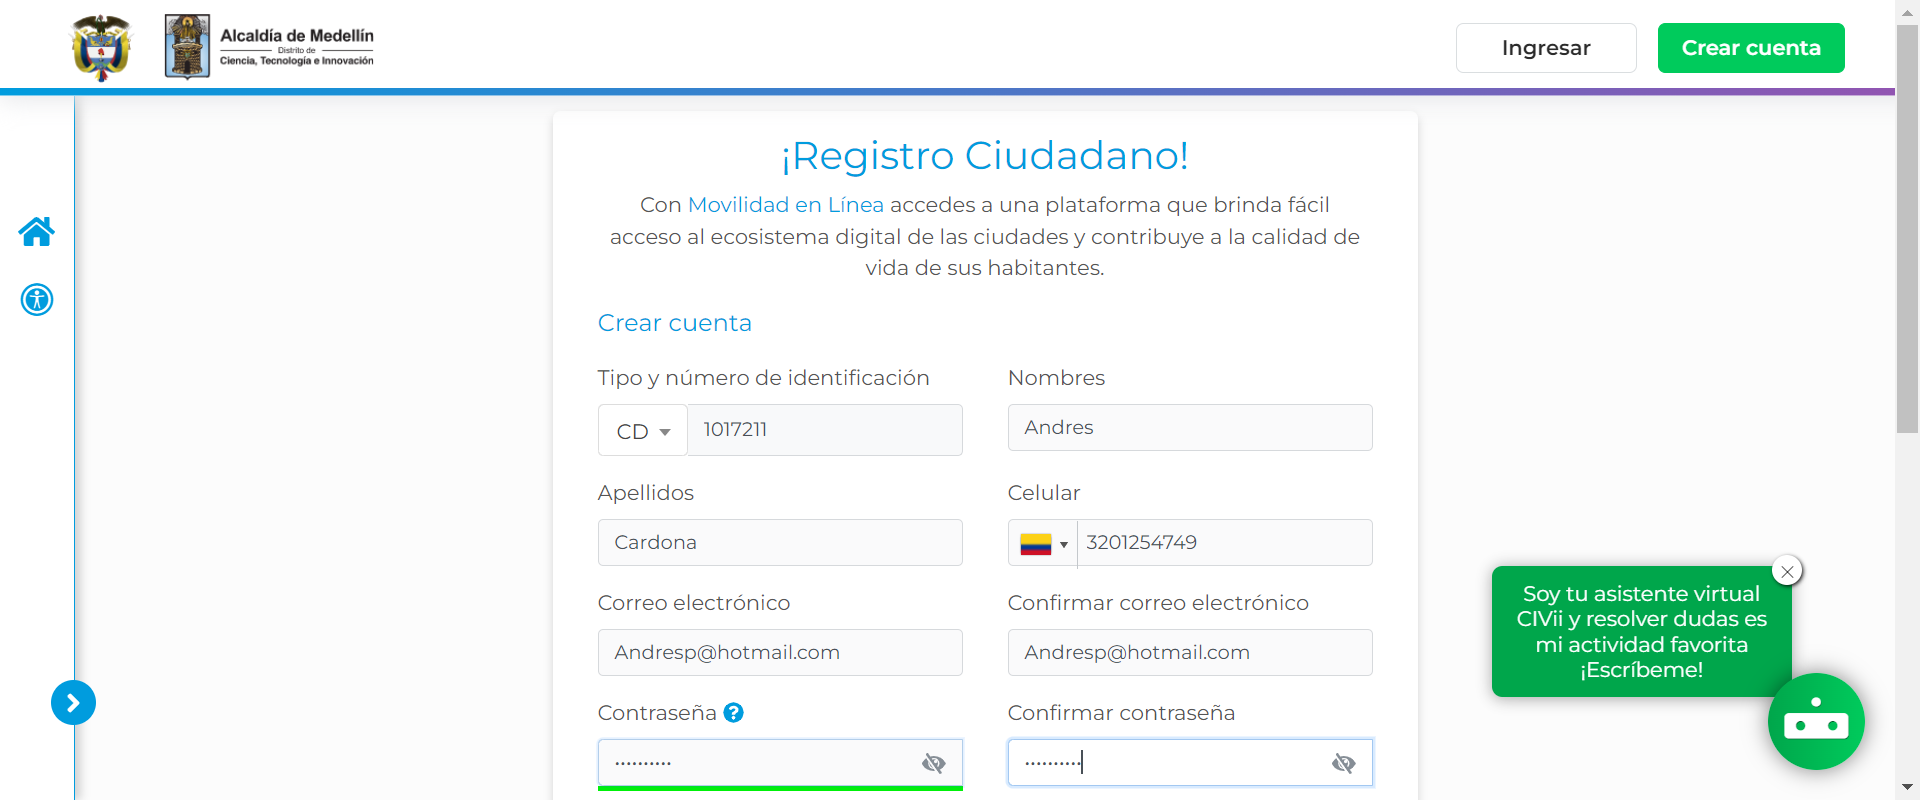 Alcaldía de Medellín
Distrito de
Ciencia, Tecnología e Innovación
Ingresar
Crear cuenta
¡Registro Ciudadano!
Con Movilidad en Línea accedes a una plataforma que brinda fácil
acceso al ecosistema digital de las ciudades y contribuye a la calidad de
vida de sus habitantes.
Crear cuenta
Tipo y número de identificación
CD
1017211
Nombres
Andres
Apellidos
Cardona
Celular
3201254749
Correo electrónico
Andresp@hotmail.com
Confirmar correo electrónico
Andresp@hotmail.com
Contraseña ?
··········
Confirmar contraseña
··········
Soy tu asistente virtual
CIVii y resolver dudas es
mi actividad favorita
¡Escríbeme!